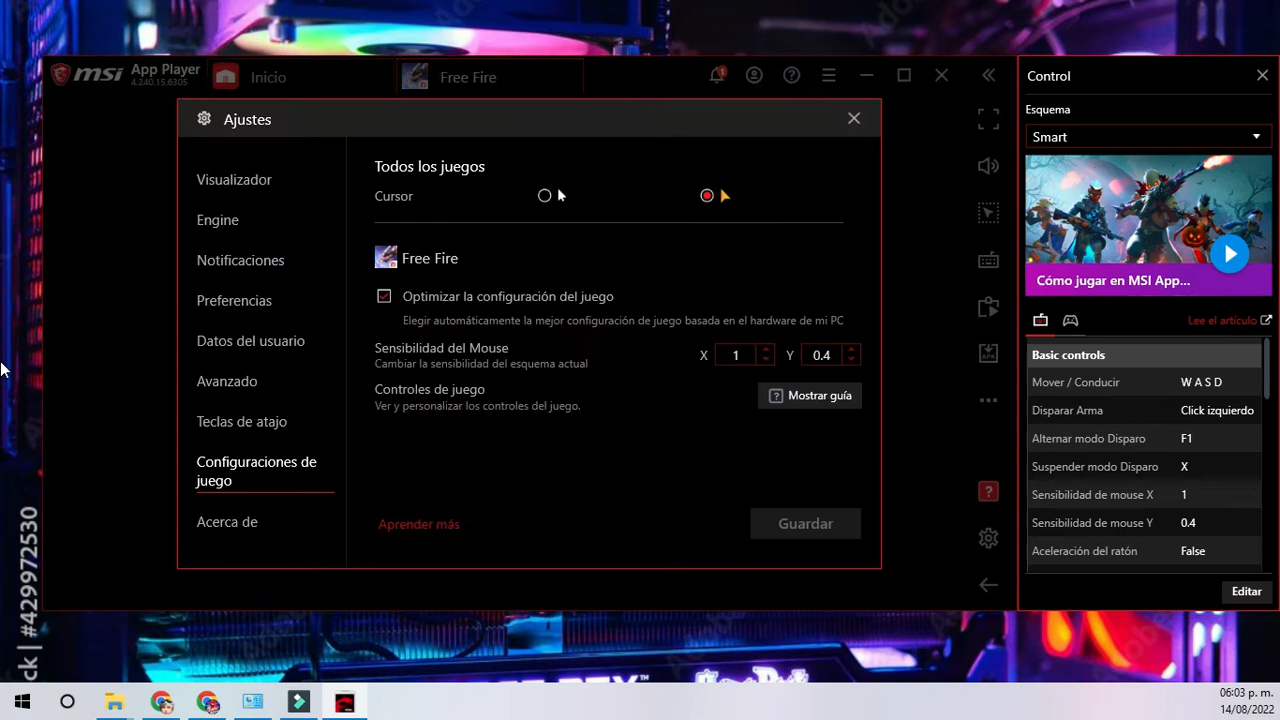 msi App Player
4.240.15.6305
Inicio
Free Fire
Ajustes
Visualizador
Engine
Notificaciones
Preferencias
Datos del usuario
Avanzado
Teclas de atajo
Configuraciones de
juego
Acerca de
Todos los juegos
Cursor
Free Fire
Optimizar la configuración del juego
Elegir automáticamente la mejor configuración de juego basada en el hardware de mi PC
Sensibilidad del Mouse
Cambiar la sensibilidad del esquema actual
X 1 Y 0.4
Controles de juego
Ver y personalizar los controles del juego.
? Mostrar guía
Aprender más
Guardar
Control
Esquema
Smart
Cómo jugar en MSI App...
Lee el artículo
Basic controls
Mover / Conducir W A S D
Disparar Arma Click izquierdo
Alternar modo Disparo F1
Suspender modo Disparo X
Sensibilidad de mouse X 1
Sensibilidad de mouse Y 0.4
Aceleración del ratón False
Editar
ck | #429972530
06:03 p. m.
14/08/2022